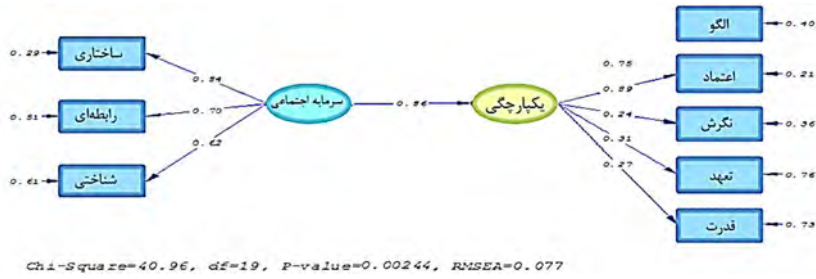 الگو
0.40
0.29
ساختاری
0.75
اعتماد
0.21
0.54
0.89
رابطه‌ای
0.51
0.70
سرمایه اجتماعی
0.56
یکپارچگی
0.24
نگرش
0.36
0.62
0.31
شناختی
0.61
0.27
تعهد
0.76
قدرت
0.73
Chi-Square=40.96, df=19, P-value=0.00244, RMSEA=0.077